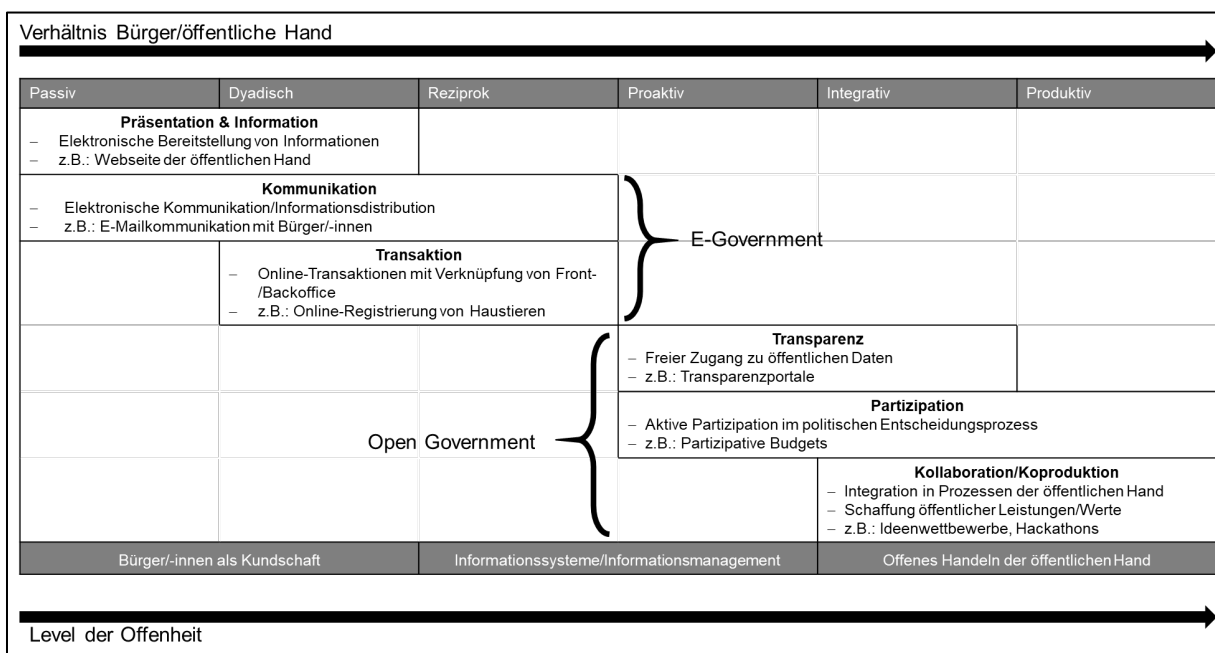 Verhältnis Bürger/öffentliche Hand
Passiv Dyadisch Reziprok Proaktiv Integrativ Produktiv
Präsentation & Information
– Elektronische Bereitstellung von Informationen
– z.B.: Webseite der öffentlichen Hand
Kommunikation
– Elektronische Kommunikation/Informationsdistribution
– z.B.: E-Mailkommunikation mit Bürger/-innen
E-Government
Transaktion
– Online-Transaktionen mit Verknüpfung von Front-
/Backoffice
– z.B.: Online-Registrierung von Haustieren
Transparenz
– Freier Zugang zu öffentlichen Daten
– z.B.: Transparenzportale
Partizipation
– Aktive Partizipation im politischen Entscheidungsprozess
– z.B.: Partizipative Budgets
Open Government
Kollaboration/Koproduktion
– Integration in Prozessen der öffentlichen Hand
– Schaffung öffentlicher Leistungen/Werte
– z.B.: Ideenwettbewerbe, Hackathons
Bürger/-innen als Kundschaft Informationssysteme/Informationsmanagement Offenes Handeln der öffentlichen Hand
Level der Offenheit